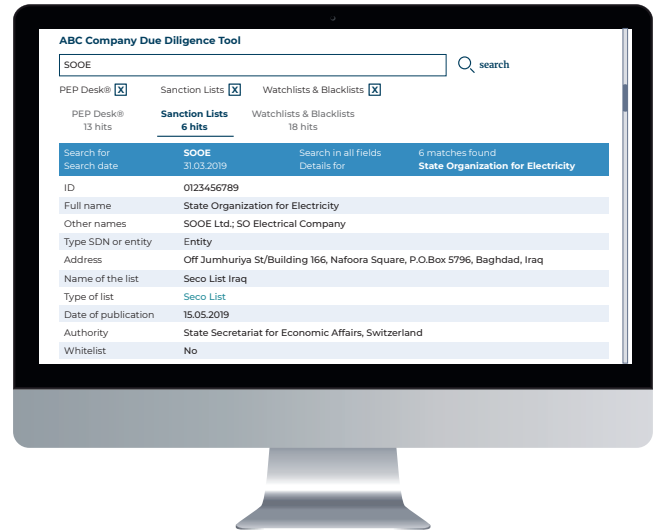 ABC Company Due Diligence Tool
SOOE
search
PEP Desk® X Sanction Lists X Watchlists & Blacklists X
PEP Desk® Sanction Lists Watchlists & Blacklists
13 hits 6 hits 18 hits
Search for SOOE Search in all fields 6 matches found
Search date 31.03.2019 Details for State Organization for Electricity
ID 0123456789
Full name State Organization for Electricity
Other names SOOE Ltd.; SO Electrical Company
Type SDN or entity Entity
Address Off Jumhuriya St/Building 166, Nafoora Square, P.O.Box 5796, Baghdad, Iraq
Name of the list Seco List Iraq
Type of list Seco List
Date of publication 15.05.2019
Authority State Secretariat for Economic Affairs, Switzerland
Whitelist No